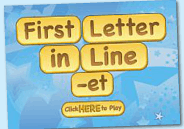 First Letter
in Line
-et
Click HERE to Play